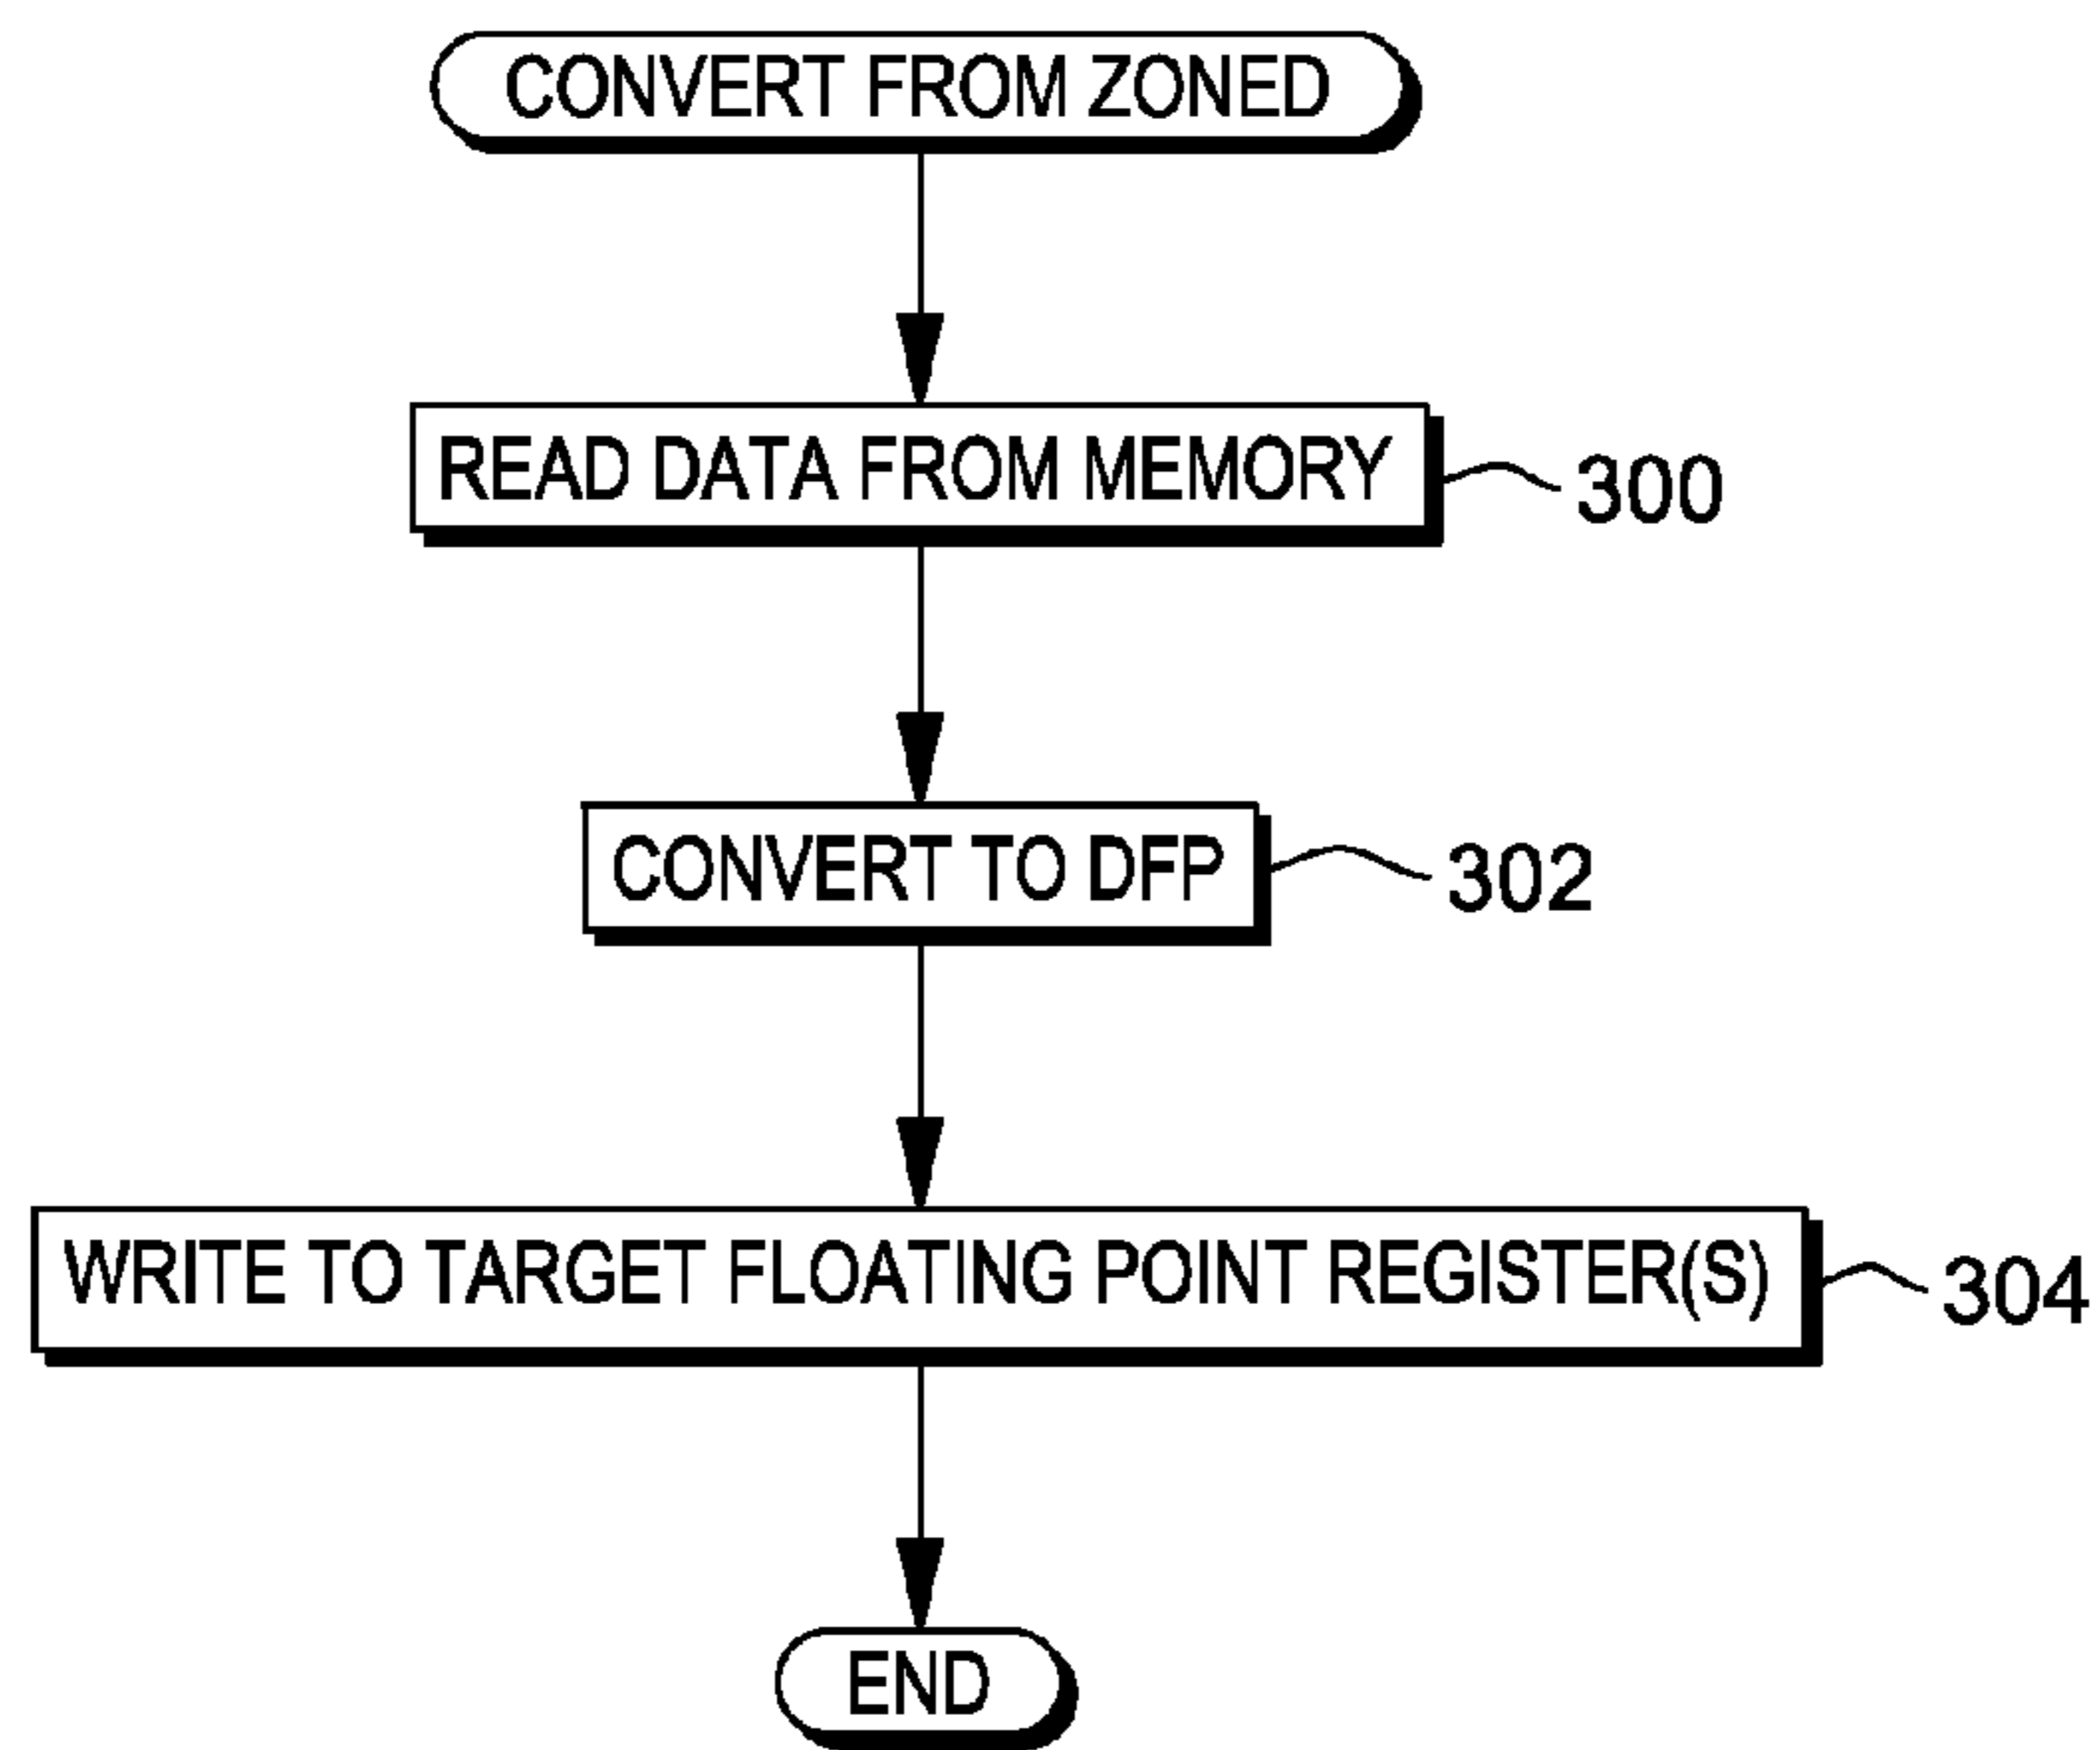 CONVERT FROM ZONED
READ DATA FROM MEMORY
300
CONVERT TO DFP
302
WRITE TO TARGET FLOATING POINT REGISTER(S)
304
END